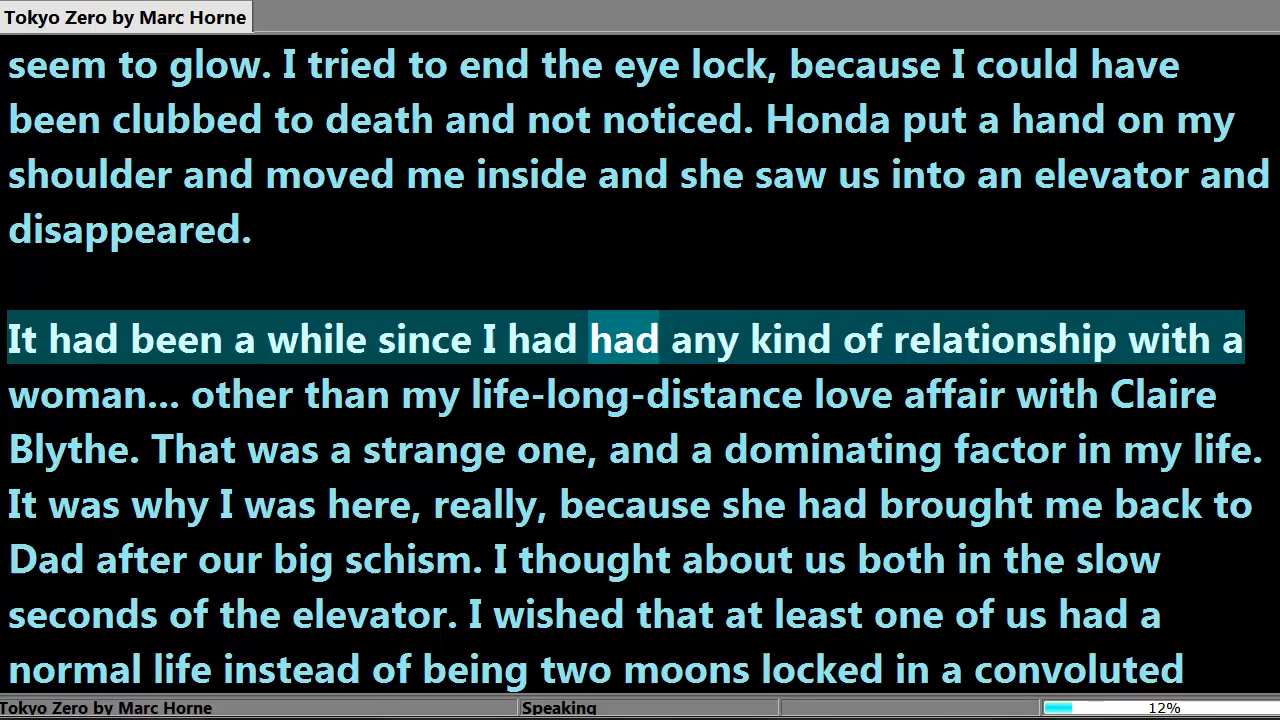 Tokyo Zero by Marc Horne
seem to glow. I tried to end the eye lock, because I could have
been clubbed to death and not noticed. Honda put a hand on my
shoulder and moved me inside and she saw us into an elevator and
disappeared.
It had been a while since I had had any kind of relationship with a
woman... other than my life-long-distance love affair with Claire
Blythe. That was a strange one, and a dominating factor in my life.
It was why I was here, really, because she had brought me back to
Dad after our big schism. I thought about us both in the slow
seconds of the elevator. I wished that at least one of us had a
normal life instead of being two moons locked in a convoluted
Tokyo Zero by Marc Horne Speaking 12%